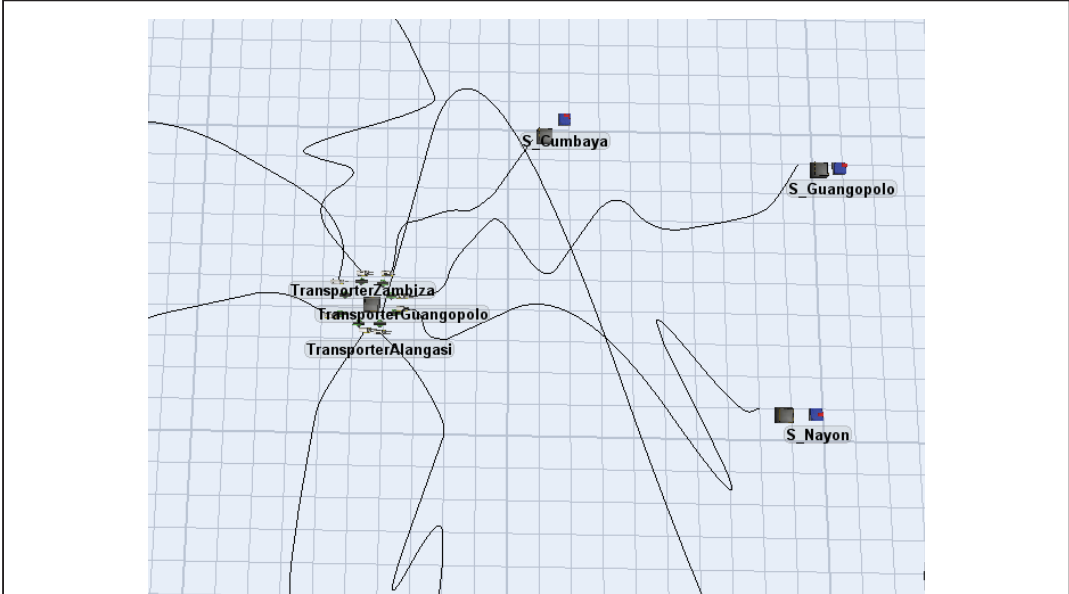 S_Cumbaya
S_Guangopolo
TransporterZambiza
TransporterGuangopolo
TransporterAlangasi
S_Nayon